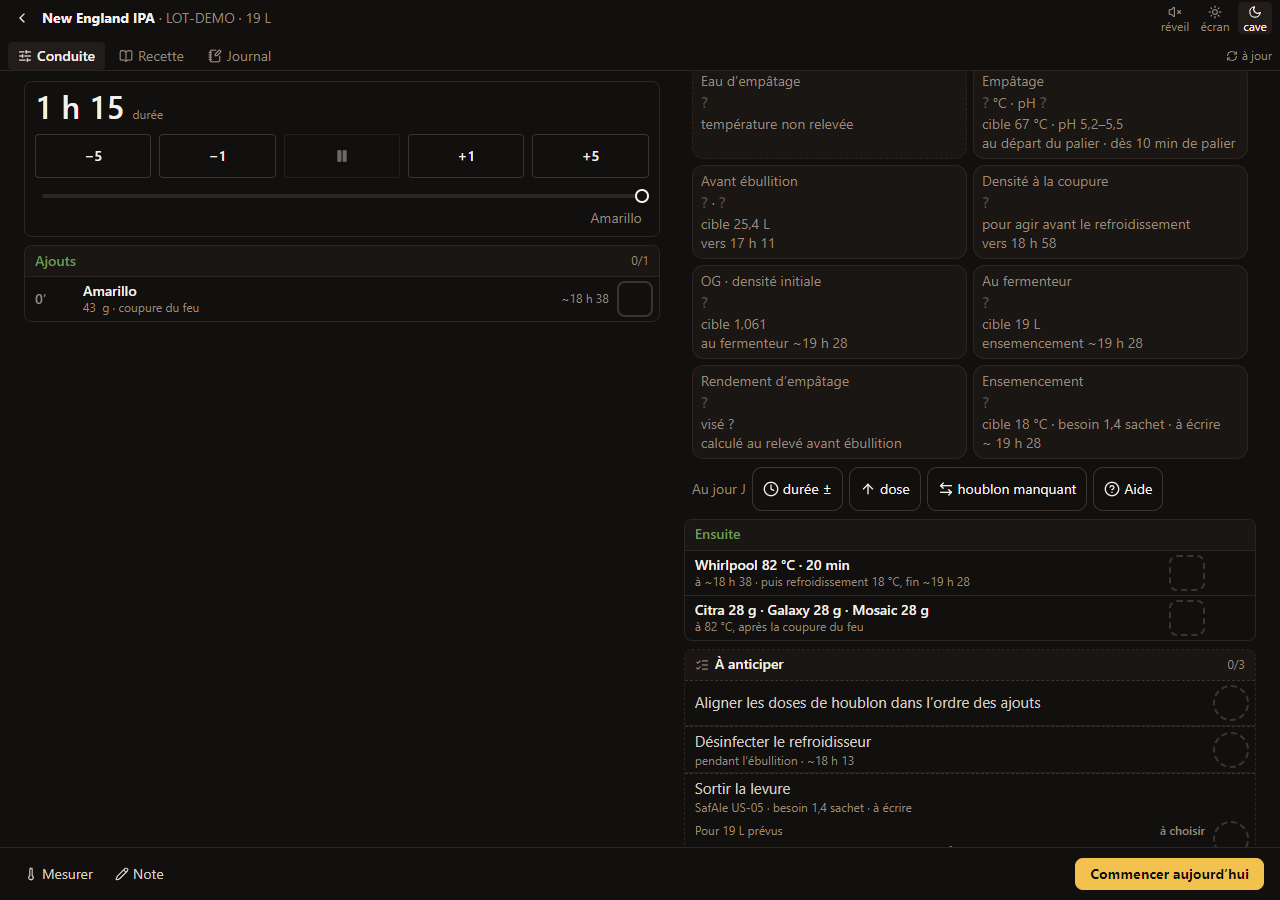 New England IPA · LOT-DEMO · 19 L
réveil
écran
cave
Conduite
Recette
Journal
à jour
1 h 15 durée
−5
−1
+1
+5
Amarillo
Ajouts
0/1
0′
Amarillo
43 g · coupure du feu
~18 h 38
Eau d’empâtage
?
température non relevée
Empâtage
? °C · pH ?
cible 67 °C · pH 5,2–5,5
au départ du palier · dès 10 min de palier
Avant ébullition
? · ?
cible 25,4 L
vers 17 h 11
Densité à la coupure
?
pour agir avant le refroidissement
vers 18 h 58
OG · densité initiale
?
cible 1,061
au fermenteur ~19 h 28
Au fermenteur
?
cible 19 L
ensemencement ~19 h 28
Rendement d’empâtage
?
visé ?
calculé au relevé avant ébullition
Ensemencement
?
cible 18 °C · besoin 1,4 sachet · à écrire
~ 19 h 28
Au jour J
durée ±
dose
houblon manquant
Aide
Ensuite
Whirlpool 82 °C · 20 min
à ~18 h 38 · puis refroidissement 18 °C, fin ~19 h 28
Citra 28 g · Galaxy 28 g · Mosaic 28 g
à 82 °C, après la coupure du feu
À anticiper
0/3
Aligner les doses de houblon dans l’ordre des ajouts
Désinfecter le refroidisseur
pendant l’ébullition · ~18 h 13
Sortir la levure
SafAle US-05 · besoin 1,4 sachet · à écrire
Pour 19 L prévus
à choisir
Mesurer
Note
Commencer aujourd’hui